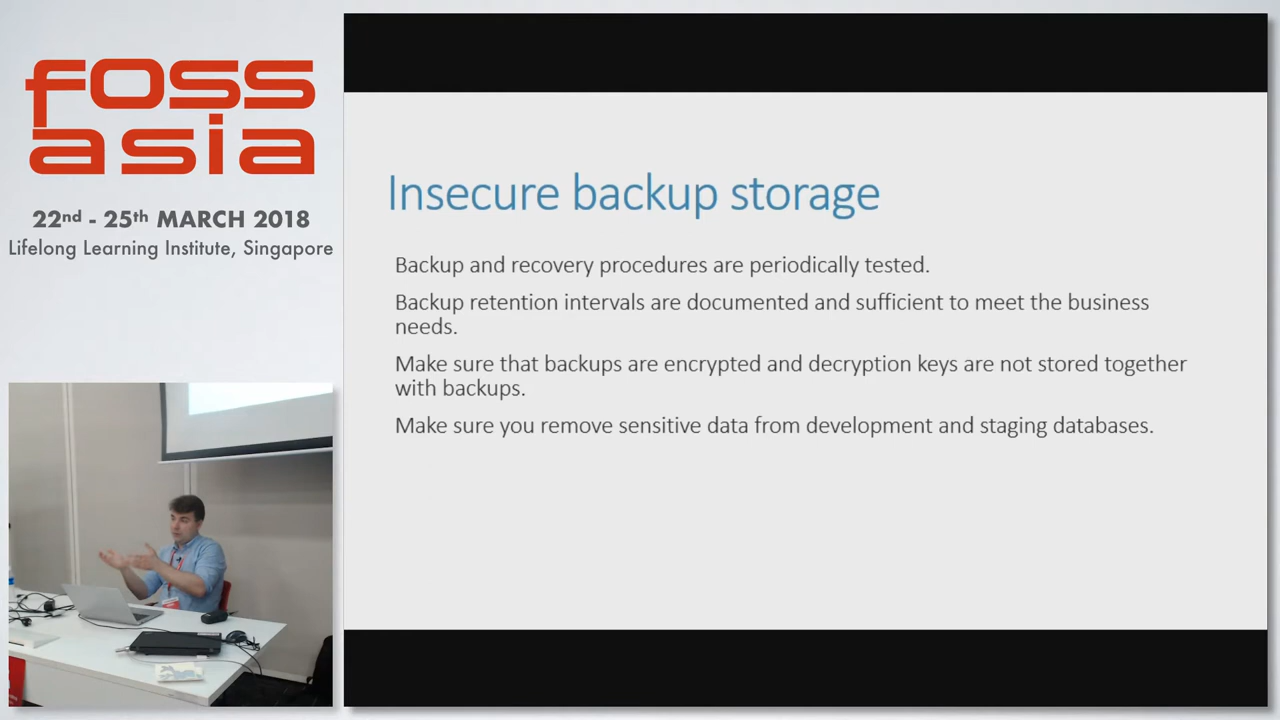 foss
asia
22nd - 25th MARCH 2018
Lifelong Learning Institute, Singapore
Insecure backup storage
Backup and recovery procedures are periodically tested.
Backup retention intervals are documented and sufficient to meet the business
needs.
Make sure that backups are encrypted and decryption keys are not stored together
with backups.
Make sure you remove sensitive data from development and staging databases.